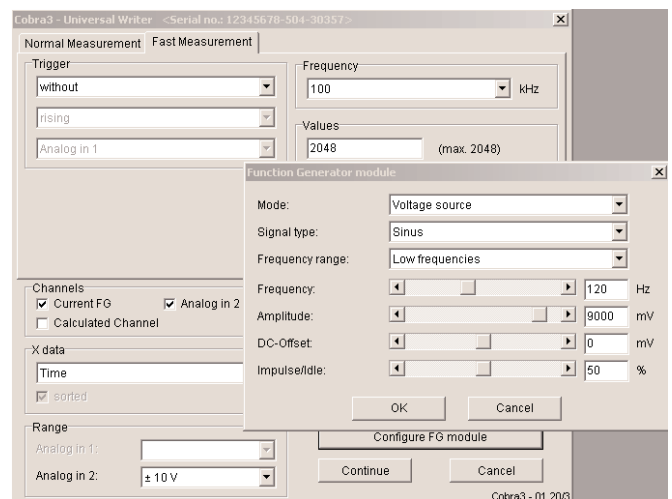 Cobra3 - Universal Writer <Serial no.: 12345678-504-30357>
Normal Measurement
Fast Measurement
Trigger
without
rising
Analog in 1
Frequency
100
kHz
Values
2048
(max. 2048)
Function Generator module
Mode:
Voltage source
Signal type:
Sinus
Frequency range:
Low frequencies
Frequency:
120
Hz
Amplitude:
9000
mV
DC-Offset:
0
mV
Impulse/Idle:
50
%
OK
Cancel
Channels
Current FG
Analog in 2
Calculated Channel
X data
Time
sorted
Range
Analog in 1:
Analog in 2:
± 10 V
Configure FG module
Continue
Cancel
Cobra3 - 01.20/3